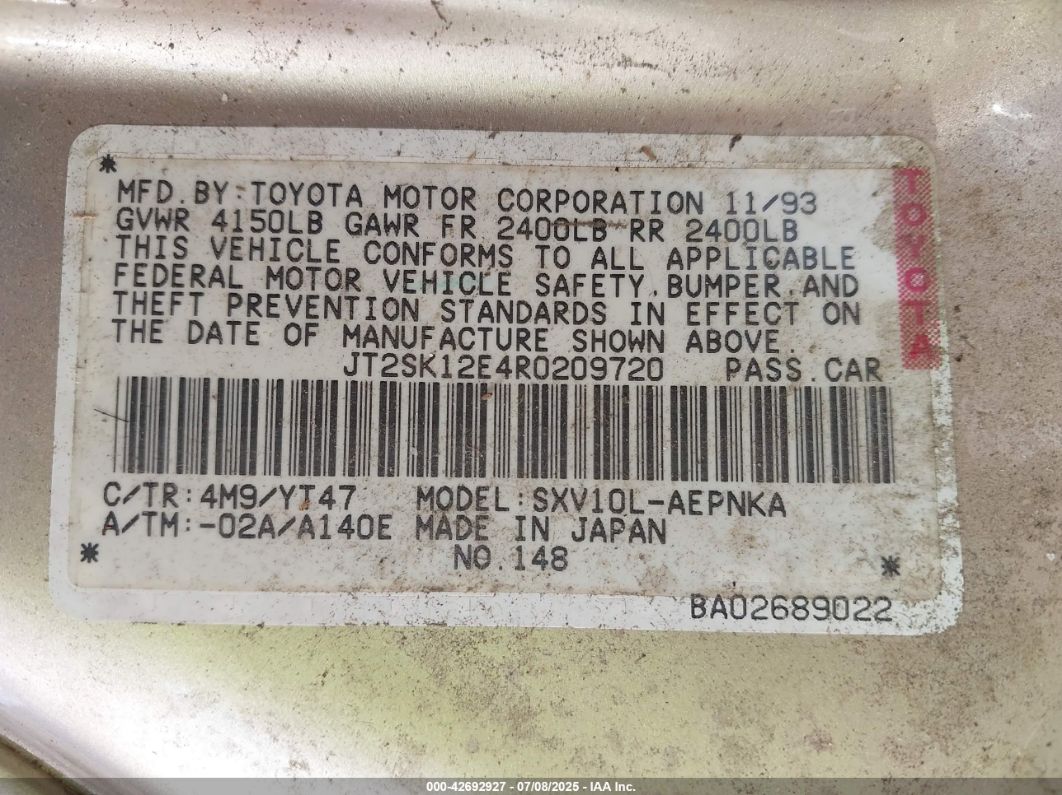 MFD. BY: TOYOTA MOTOR CORPORATION 11/93
GVWR 4150LB GAWR FR 2400LB RR 2400LB
THIS VEHICLE CONFORMS TO ALL APPLICABLE
FEDERAL MOTOR VEHICLE SAFETY, BUMPER, AND
THEFT PREVENTION STANDARDS IN EFFECT ON
THE DATE OF MANUFACTURE SHOWN ABOVE.
JT2SK12E4R0209720 PASS. CAR
C/TR: 4M9/YT47 MODEL: SXV10L-AEPNKA
A/TM: -02A/A140E MADE IN JAPAN
NO. 148
BA02689022
TOYOTA
000-42692927 - 07/08/2025 - IAA Inc.